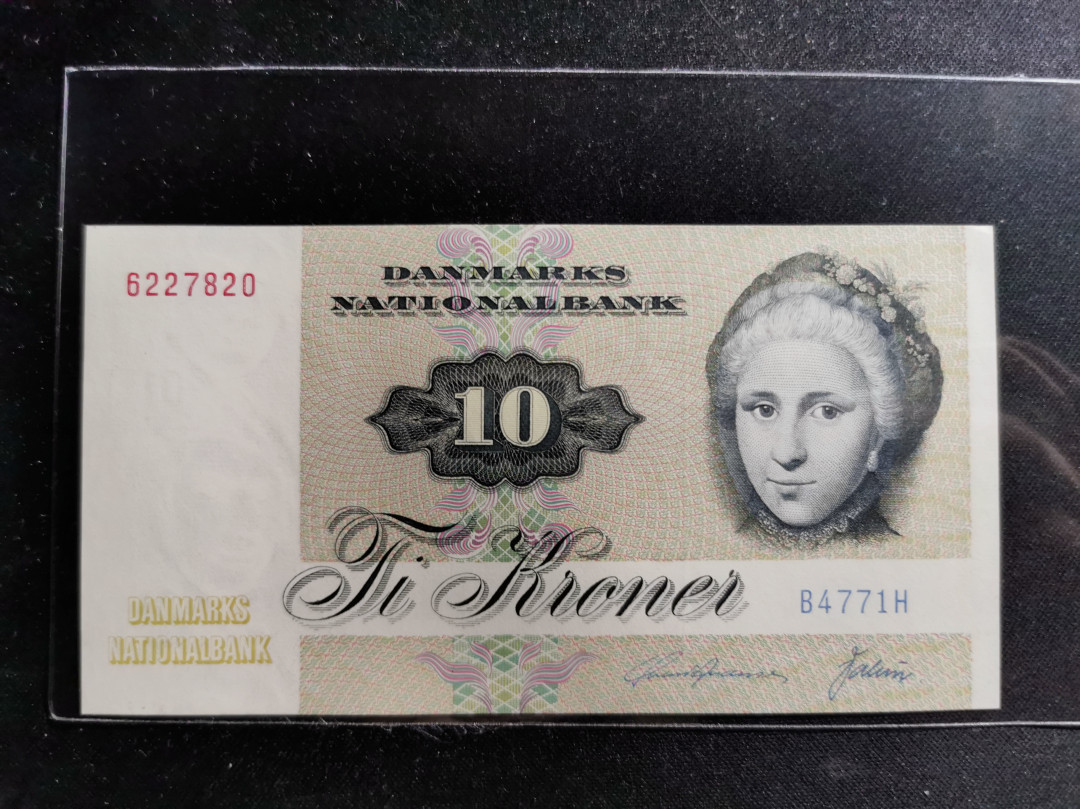 6227820
DANMARKS
NATIONALBANK
10
Ti Kroner
B4771H
DANMARKS
NATIONALBANK